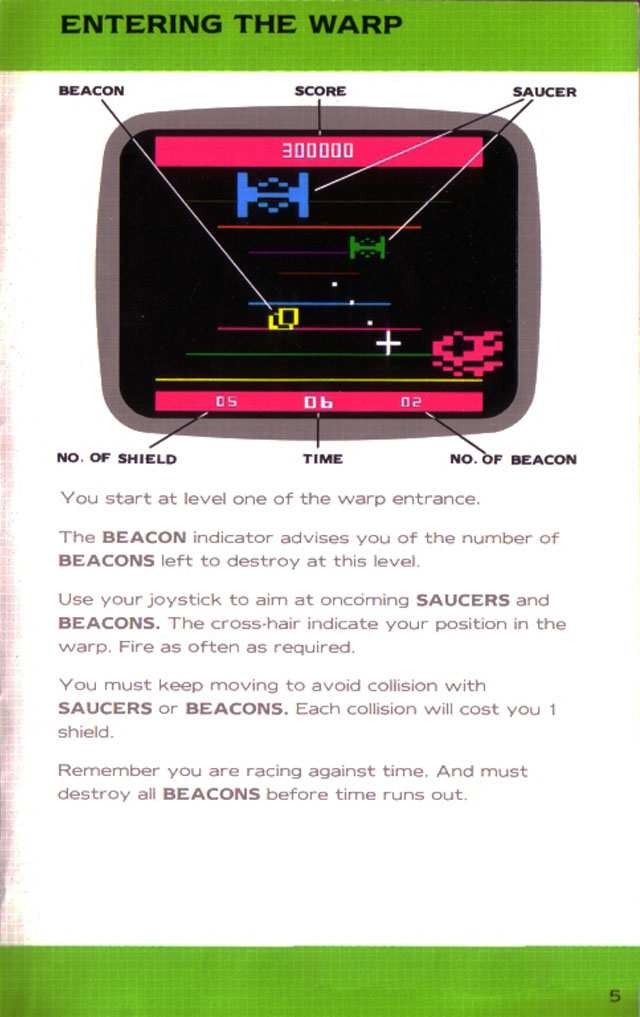 ENTERING THE WARP
BEACON SCORE SAUCER
300000
05 06 02
NO. OF SHIELD TIME NO. OF BEACON
You start at level one of the warp entrance.
The BEACON indicator advises you of the number of
BEACONS left to destroy at this level.
Use your joystick to aim at oncoming SAUCERS and
BEACONS. The cross-hair indicate your position in the
warp. Fire as often as required.
You must keep moving to avoid collision with
SAUCERS or BEACONS. Each collision will cost you 1
shield.
Remember you are racing against time. And must
destroy all BEACONS before time runs out.
5